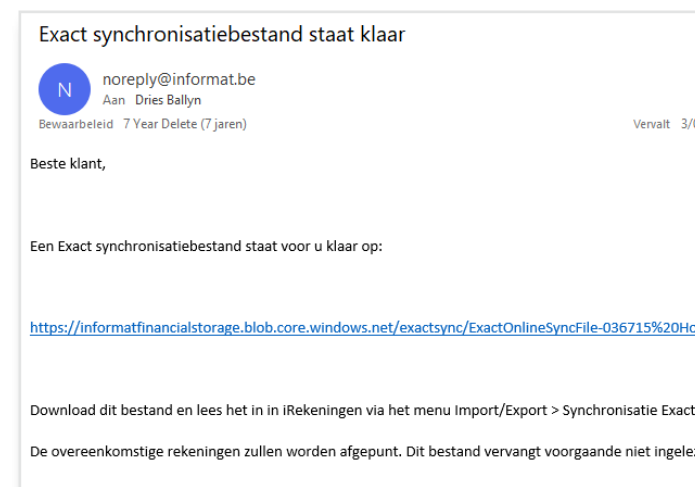 Exact synchronisatiebestand staat klaar
N
noreply@informat.be
Aan Dries Ballyn
Bewaarbeleid 7 Year Delete (7 jaren) Vervalt
Beste klant,
Een Exact synchronisatiebestand staat voor u klaar op:
https://informatfinancialstorage.blob.core.windows.net/exactsync/ExactOnlineSyncFile-036715%20Ho
Download dit bestand en lees het in in iRekeningen via het menu Import/Export > Synchronisatie Exact
De overeenkomstige rekeningen zullen worden afgepunt. Dit bestand vervangt voorgaande niet